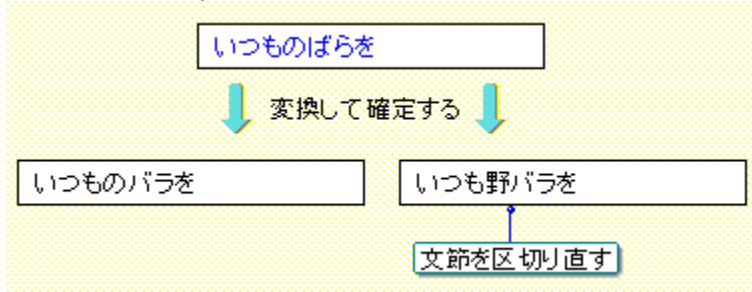 いつものばらを
変換して確定する
いつものバラを
いつも野バラを
文節を区切り直す